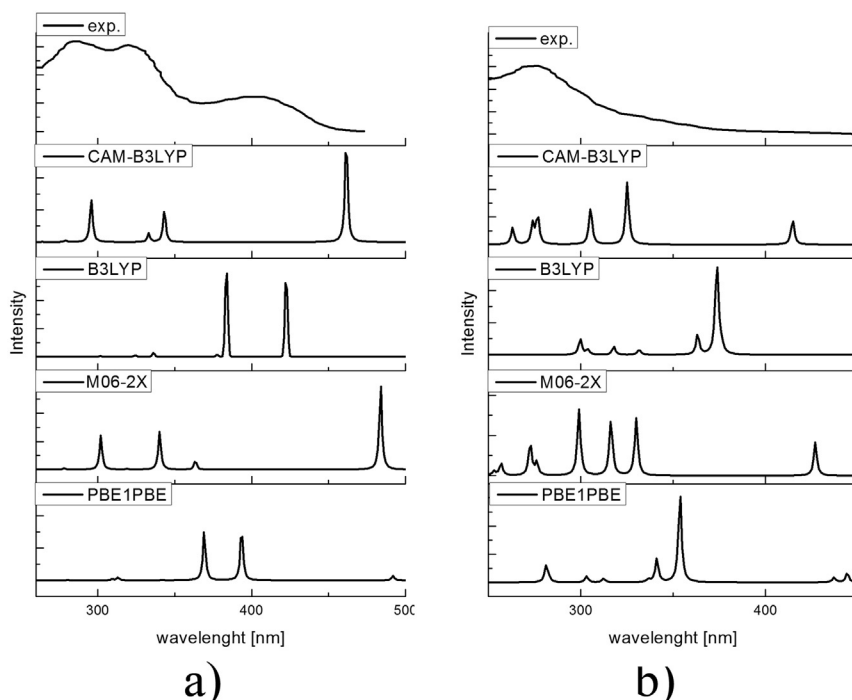 exp.
CAM-B3LYP
B3LYP
M06-2X
PBE1PBE
Intensity
300
400
500
wavelenght [nm]
a)
exp.
CAM-B3LYP
B3LYP
M06-2X
PBE1PBE
Intensity
300
400
wavelenght [nm]
b)